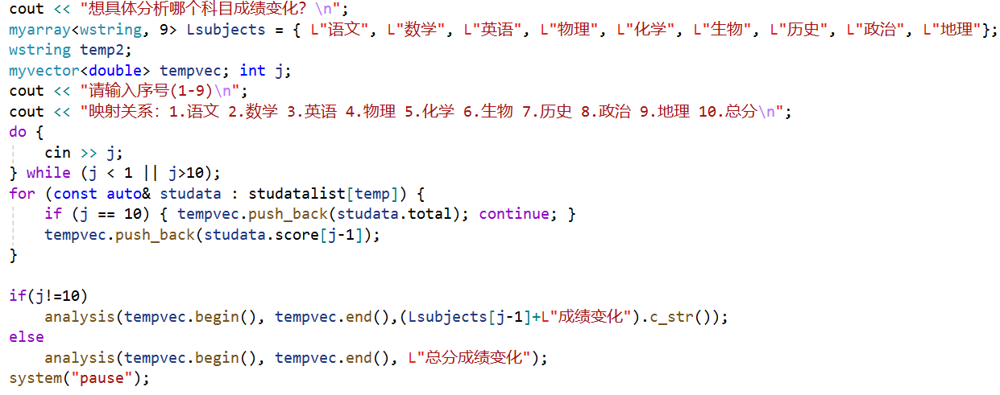 cout << "想具体分析哪个科目成绩变化？\n";
myarray<wstring, 9> Lsubjects = { L"语文", L"数学", L"英语", L"物理", L"化学", L"生物", L"历史", L"政治", L"地理"};
wstring temp2;
myvector<double> tempvec; int j;
cout << "请输入序号(1-9)\n";
cout << "映射关系：1.语文 2.数学 3.英语 4.物理 5.化学 6.生物 7.历史 8.政治 9.地理 10.总分\n";
do {
    cin >> j;
} while (j < 1 || j>10);
for (const auto& studata : studatalist[temp]) {
    if (j == 10) { tempvec.push_back(studata.total); continue; }
    tempvec.push_back(studata.score[j-1]);
}
if(j!=10)
    analysis(tempvec.begin(), tempvec.end(),(Lsubjects[j-1]+L"成绩变化").c_str());
else
    analysis(tempvec.begin(), tempvec.end(), L"总分成绩变化");
system("pause");